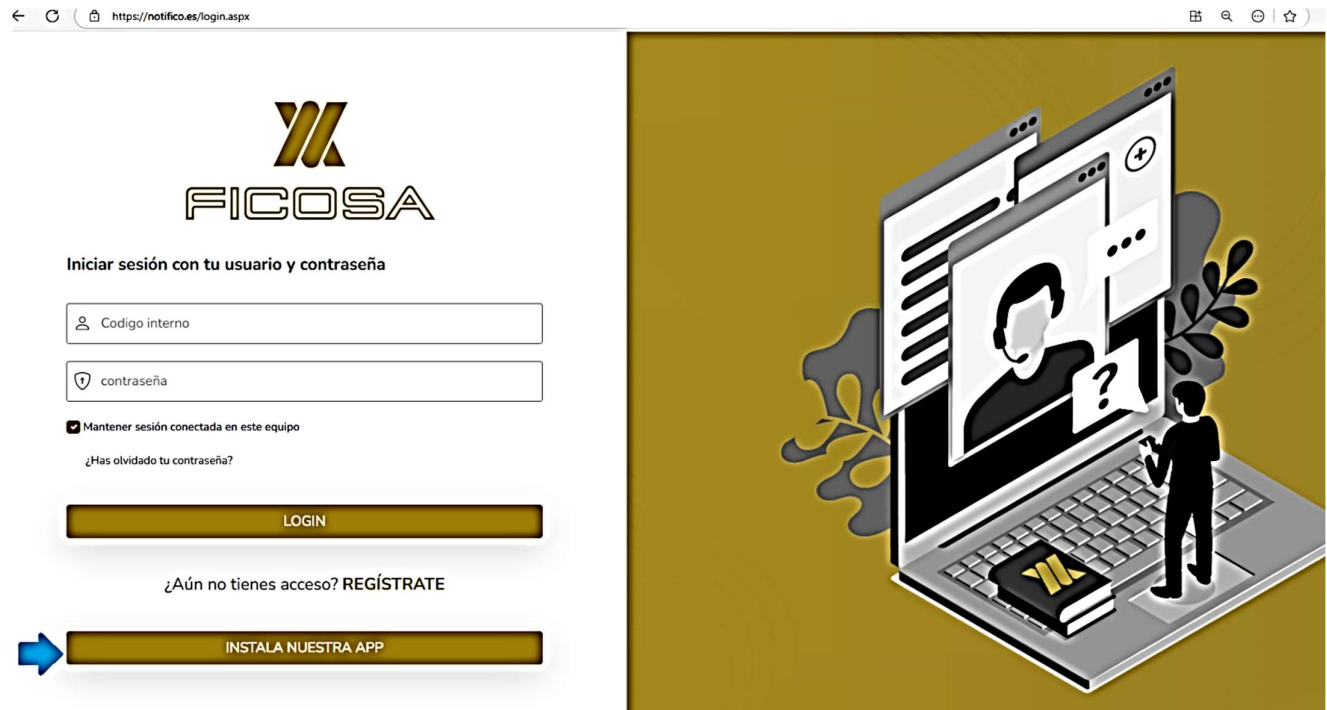 https://notifico.es/login.aspx
FICOSA
Iniciar sesión con tu usuario y contraseña
Codigo interno
contraseña
Mantener sesión conectada en este equipo
¿Has olvidado tu contraseña?
LOGIN
¿Aún no tienes acceso? REGÍSTRATE
INSTALA NUESTRA APP
?